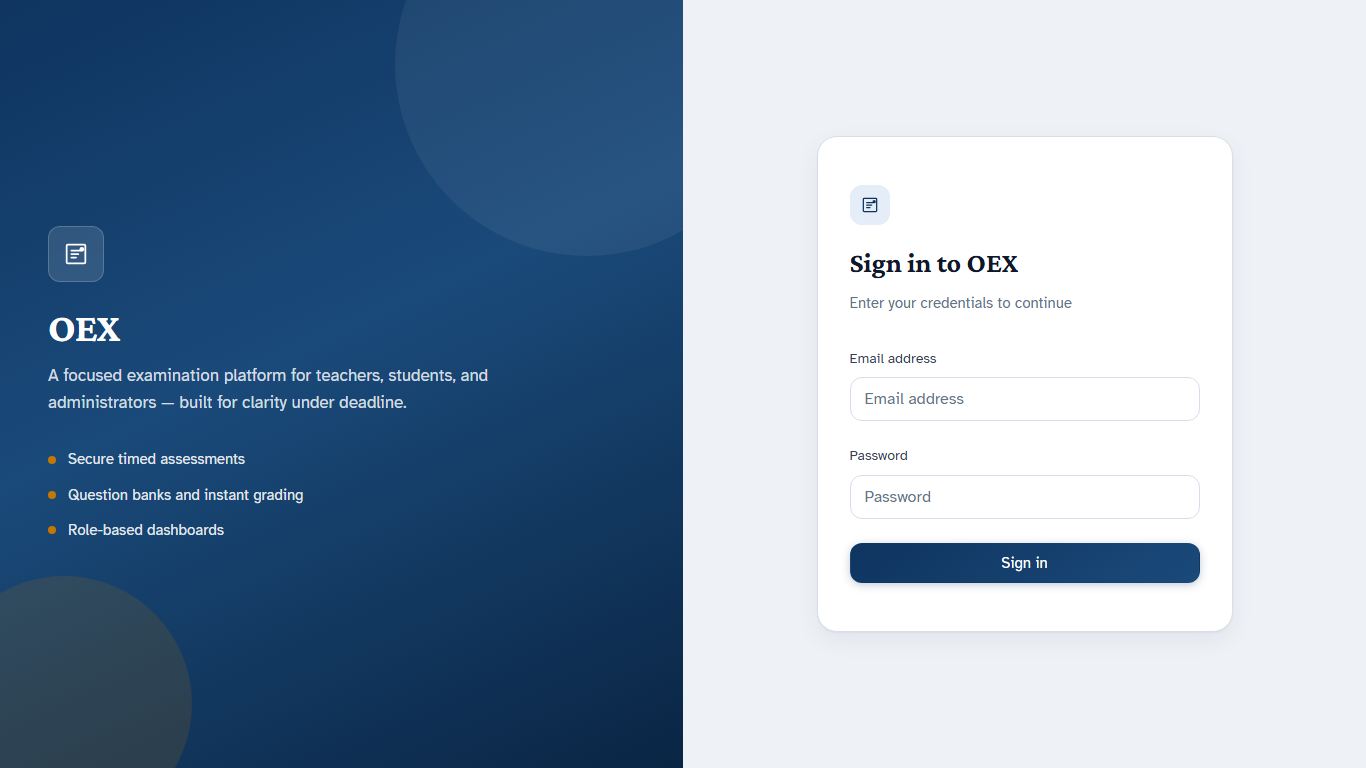 OEX
A focused examination platform for teachers, students, and
administrators — built for clarity under deadline.
Secure timed assessments
Question banks and instant grading
Role-based dashboards
Sign in to OEX
Enter your credentials to continue
Email address
Email address
Password
Password
Sign in